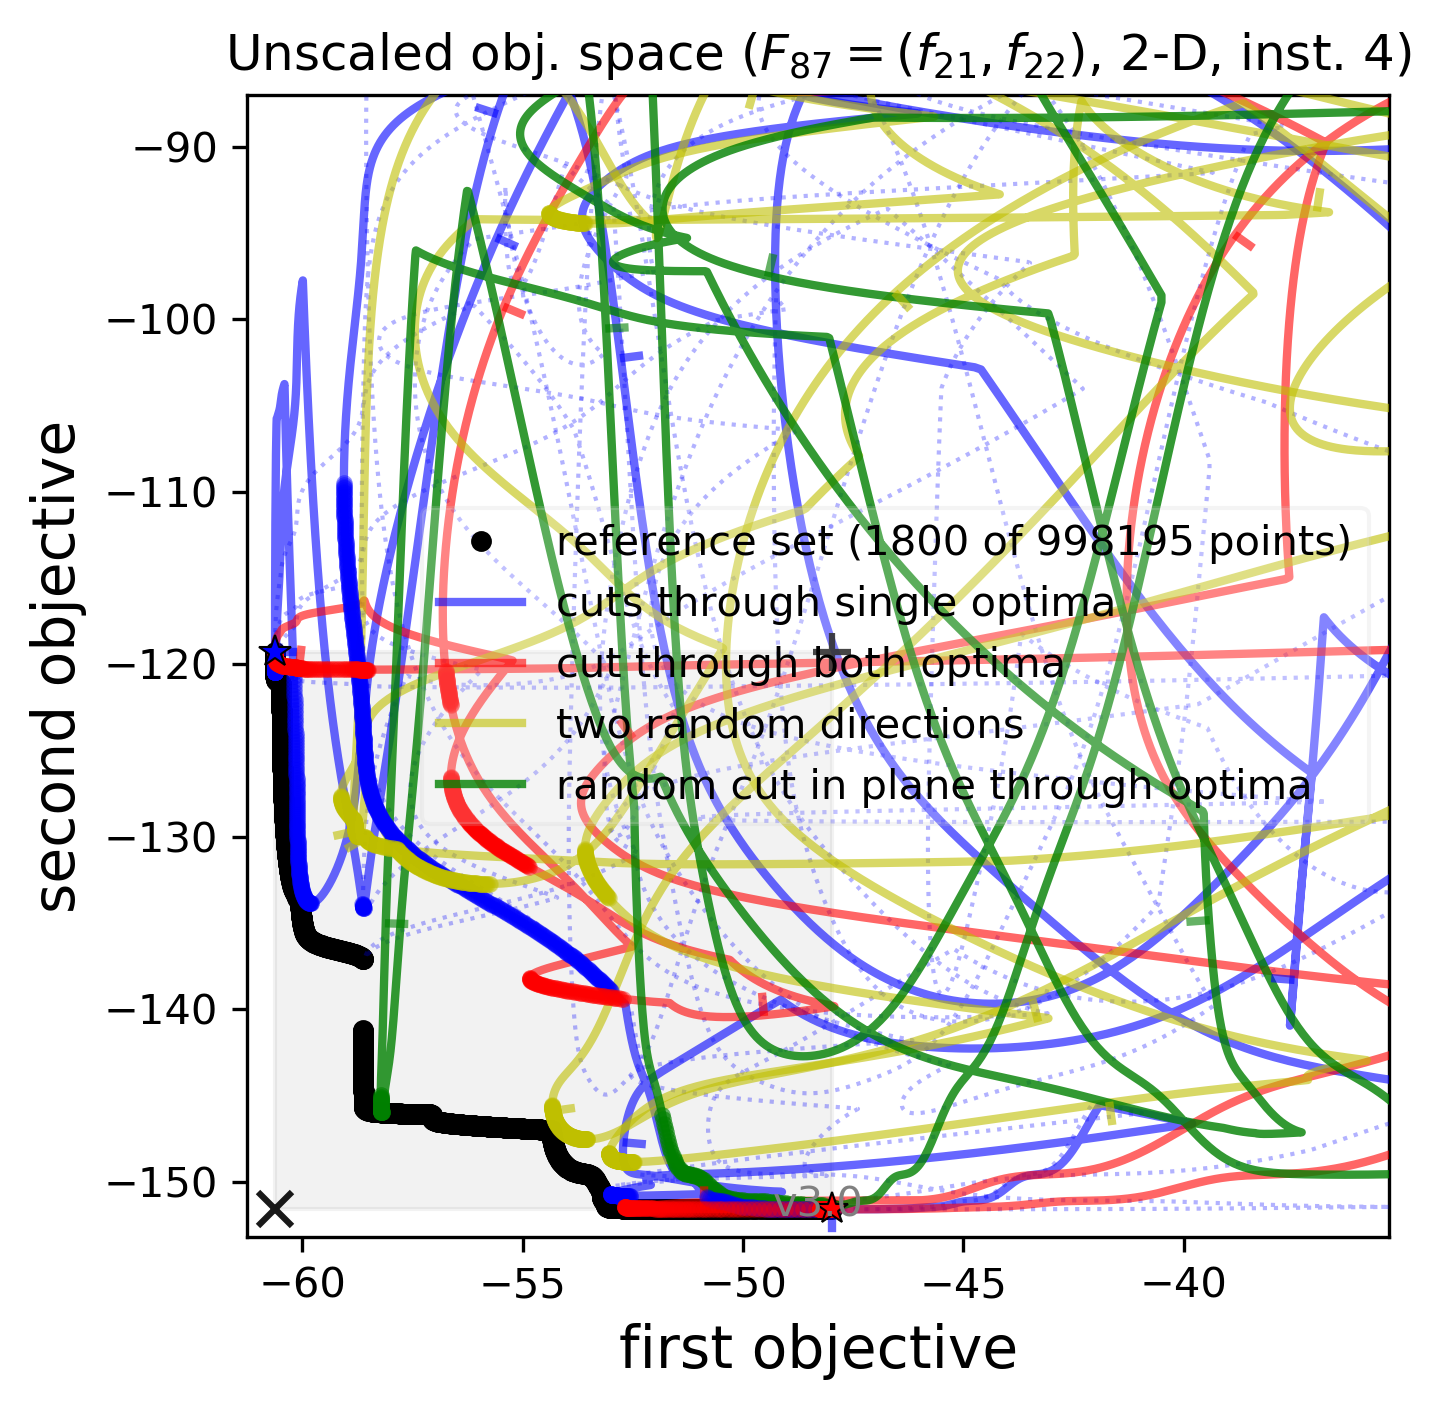 Unscaled obj. space (F87 = (f21, f22), 2-D, inst. 4)
−90
−100
−110
−120
−130
−140
−150
second objective
reference set (1800 of 998195 points)
cuts through single optima
cut through both optima
two random directions
random cut in plane through optima
v3.0
−60 −55 −50 −45 −40
first objective